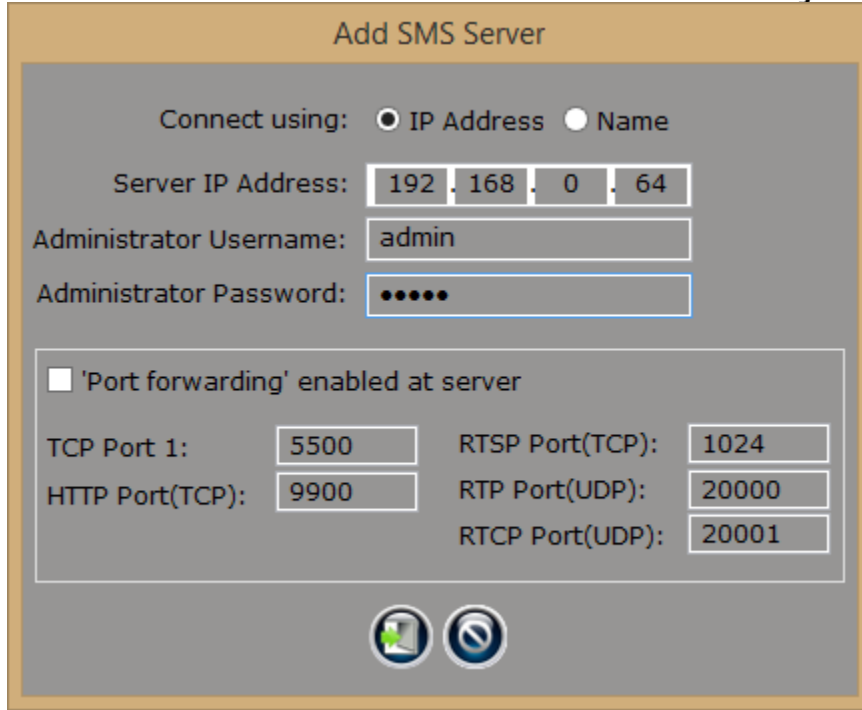 Add SMS Server
Connect using: IP Address Name
Server IP Address: 192 . 168 . 0 . 64
Administrator Username: admin
Administrator Password: •••••
'Port forwarding' enabled at server
TCP Port 1: 5500 RTSP Port(TCP): 1024
HTTP Port(TCP): 9900 RTP Port(UDP): 20000
RTCP Port(UDP): 20001